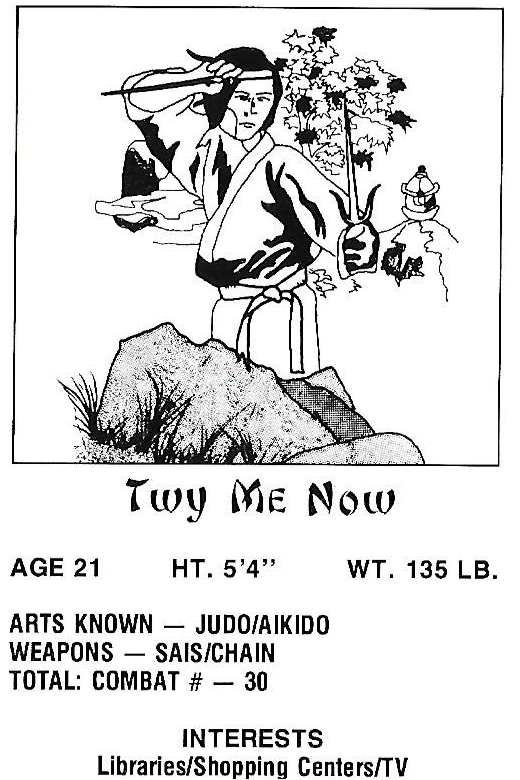 Twy Me Now
AGE 21 HT. 5'4" WT. 135 LB.
ARTS KNOWN — JUDO/AIKIDO
WEAPONS — SAIS/CHAIN
TOTAL: COMBAT # — 30
INTERESTS
Libraries/Shopping Centers/TV